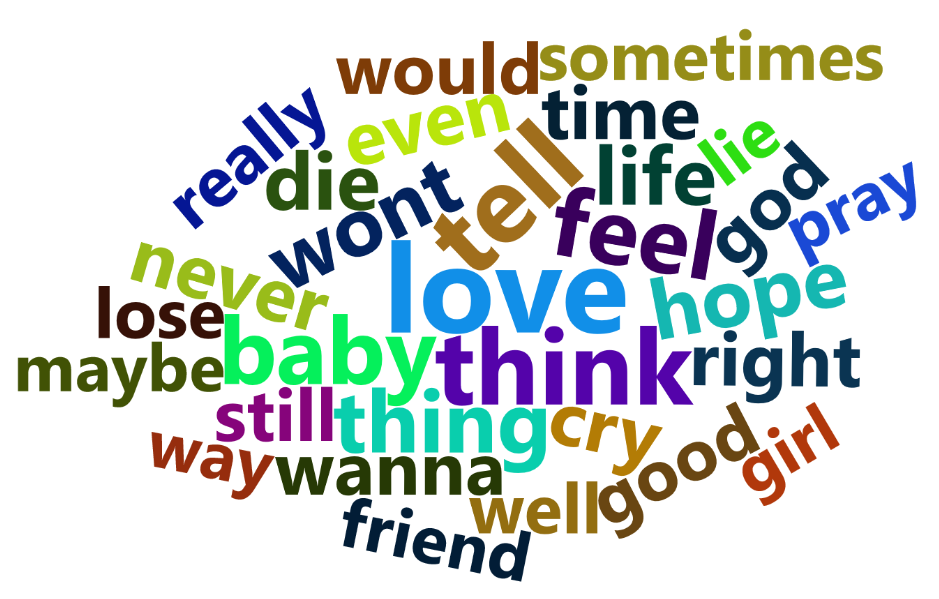 would
sometimes
really
even
time
die
wont
tell
life
lie
feel
god
pray
never
love
hope
lose
maybe
baby
think
right
still
thing
cry
way
wanna
good
girl
well
friend